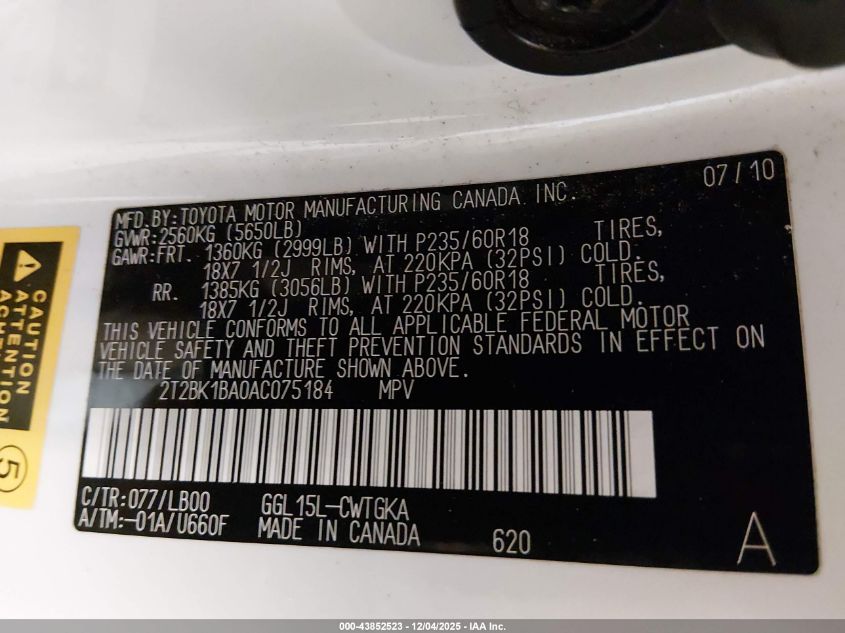 07/10
MFD.BY:TOYOTA MOTOR MANUFACTURING CANADA INC.
GVWR:2560KG (5650LB)
GAWR:FRT. 1360KG (2999LB) WITH P235/60R18 TIRES,
18X7 1/2J RIMS, AT 220KPA (32PSI) COLD.
RR. 1385KG (3056LB) WITH P235/60R18 TIRES,
18X7 1/2J RIMS, AT 220KPA (32PSI) COLD.
THIS VEHICLE CONFORMS TO ALL APPLICABLE FEDERAL MOTOR
VEHICLE SAFETY AND THEFT PREVENTION STANDARDS IN EFFECT ON
THE DATE OF MANUFACTURE SHOWN ABOVE.
2T2BK1BA0AC075184 MPV
C/TR:077/LB00 GGL15L-CWTGKA
A/TM:-01A/U660F MADE IN CANADA 620 A
CAUTION
ATTENTION
5
000-43852523 - 12/04/2025 - IAA Inc.